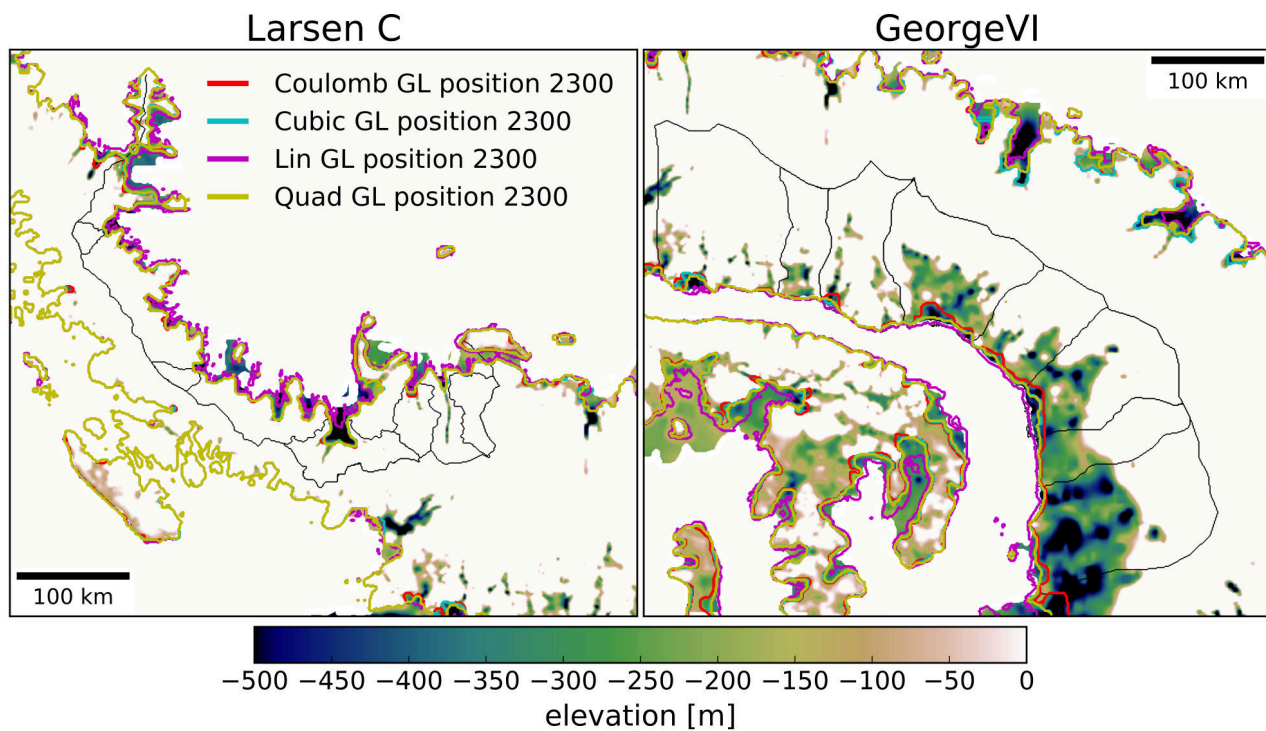 Larsen C
GeorgeVI
Coulomb GL position 2300
Cubic GL position 2300
Lin GL position 2300
Quad GL position 2300
100 km
100 km
−500 −450 −400 −350 −300 −250 −200 −150 −100 −50 0
elevation [m]